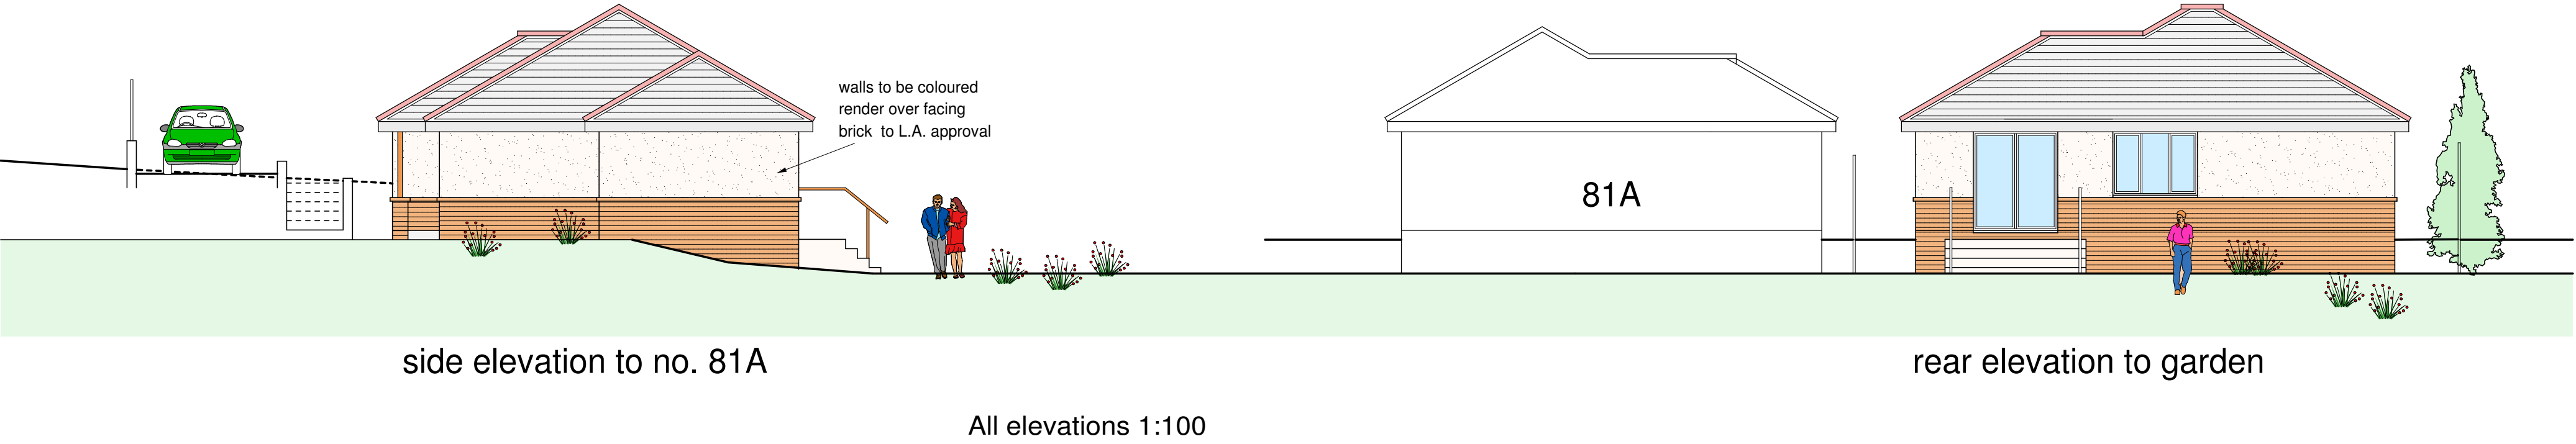 walls to be coloured
render over facing
brick to L.A. approval
81A
side elevation to no. 81A
rear elevation to garden
All elevations 1:100